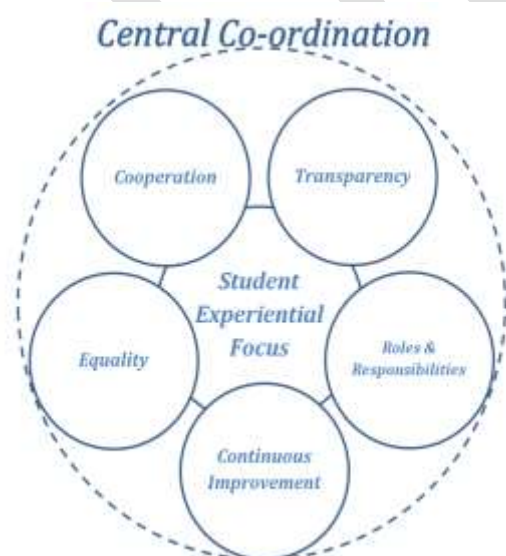 Central Co-ordination
Cooperation
Transparency
Student
Experiential
Focus
Equality
Roles &
Responsibilities
Continuous
Improvement